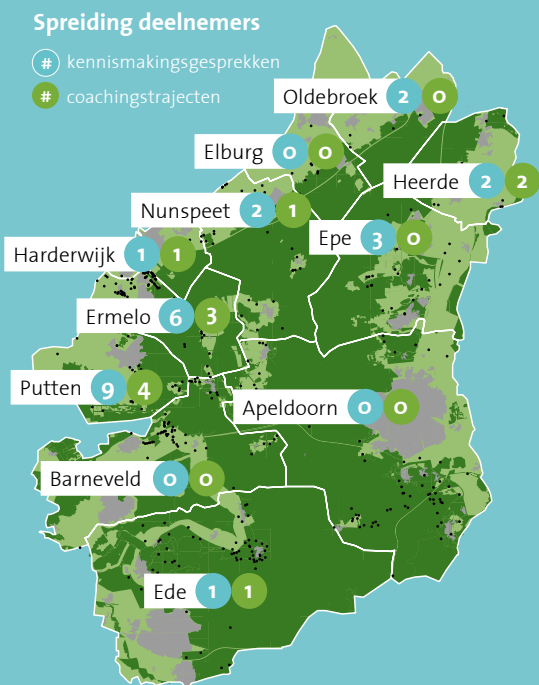 Spreiding deelnemers
# kennismakingsgesprekken
# coachingstrajecten
Oldebroek 2 0
Elburg 0 0
Heerde 2 2
Nunspeet 2 1
Epe 3 0
Harderwijk 1 1
Ermelo 6 3
Putten 9 4
Apeldoorn 0 0
Barneveld 0 0
Ede 1 1